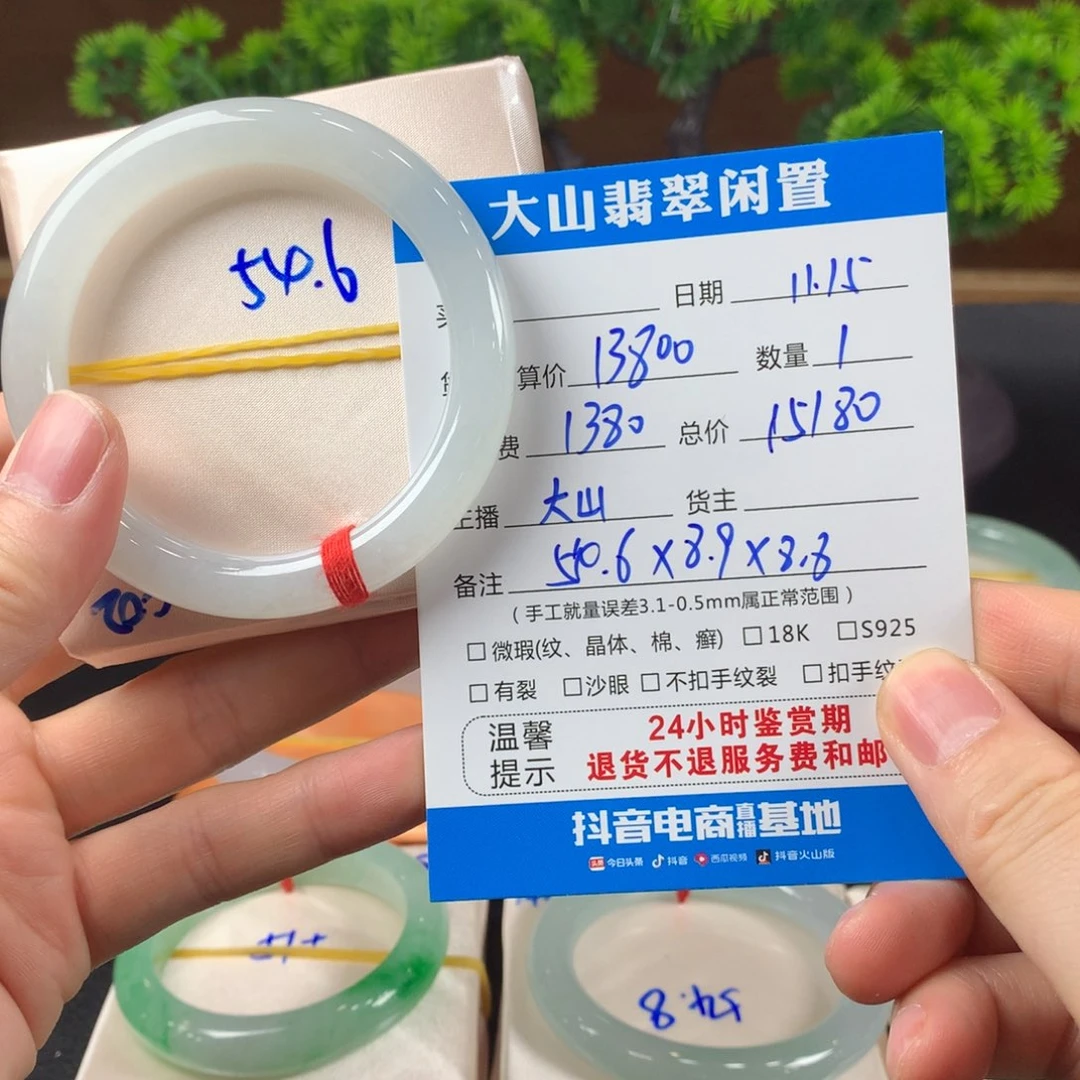 大山翡翠闲置
54.6
日期 11.15
算价 13800 数量 1
费 1380 总价 15180
主播 大山 货主
备注 54.6×8.9×8.8
(手工就量误差3.1-0.5mm属正常范围)
□微瑕(纹、晶体、棉、癣) □18K □S925
□有裂 □沙眼 □不扣手纹裂 □扣手纹
温馨提示
24小时鉴赏期
退货不退服务费和邮
抖音电商直播基地
今日头条 抖音 西瓜视频 抖音火山版
54.8